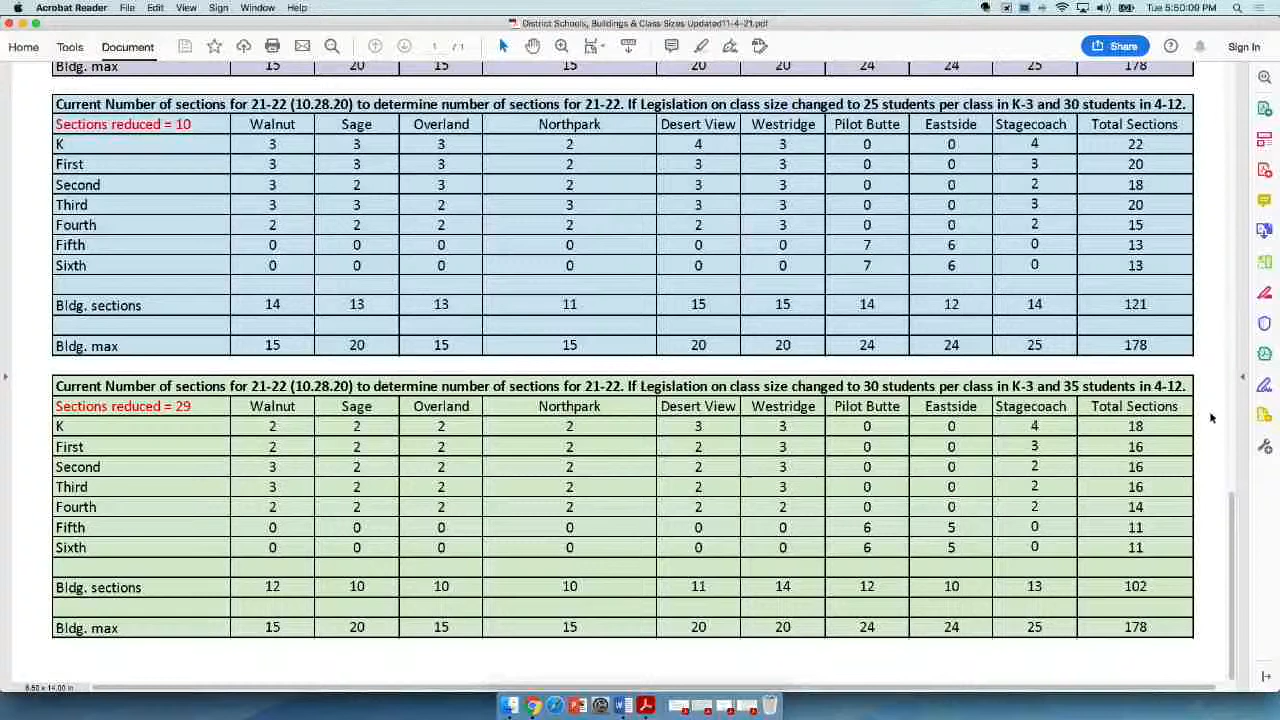 Acrobat Reader File Edit View Sign Window Help Tue 5:50:09 PM
District Schools, Buildings & Class Sizes Updated11-4-21.pdf
Home Tools Document 1 / 1 Share Sign In
Bldg. max 15 20 15 15 20 20 24 24 25 178
Current Number of sections for 21-22 (10.28.20) to determine number of sections for 21-22. If Legislation on class size changed to 25 students per class in K-3 and 30 students in 4-12.
Sections reduced = 10 Walnut Sage Overland Northpark Desert View Westridge Pilot Butte Eastside Stagecoach Total Sections
K 3 3 3 2 4 3 0 0 4 22
First 3 3 3 2 3 3 0 0 3 20
Second 3 2 3 2 3 3 0 0 2 18
Third 3 3 2 3 3 3 0 0 3 20
Fourth 2 2 2 2 2 3 0 0 2 15
Fifth 0 0 0 0 0 0 7 6 0 13
Sixth 0 0 0 0 0 0 7 6 0 13
Bldg. sections 14 13 13 11 15 15 14 12 14 121
Bldg. max 15 20 15 15 20 20 24 24 25 178
Current Number of sections for 21-22 (10.28.20) to determine number of sections for 21-22. If Legislation on class size changed to 30 students per class in K-3 and 35 students in 4-12.
Sections reduced = 29 Walnut Sage Overland Northpark Desert View Westridge Pilot Butte Eastside Stagecoach Total Sections
K 2 2 2 2 3 3 0 0 4 18
First 2 2 2 2 2 3 0 0 3 16
Second 3 2 2 2 2 3 0 0 2 16
Third 3 2 2 2 2 3 0 0 2 16
Fourth 2 2 2 2 2 2 0 0 2 14
Fifth 0 0 0 0 0 0 6 5 0 11
Sixth 0 0 0 0 0 0 6 5 0 11
Bldg. sections 12 10 10 10 11 14 12 10 13 102
Bldg. max 15 20 15 15 20 20 24 24 25 178
8.50 x 14.00 in